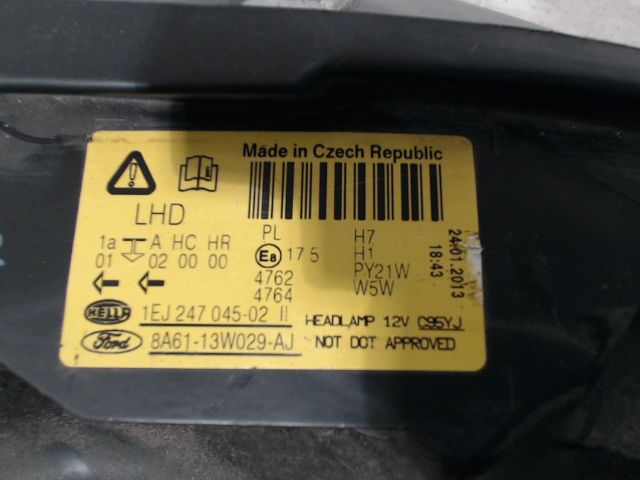 Made in Czech Republic
LHD
1a A HC HR
01 02 00 00
PL
E8 17 5
4762
4764
H7
H1
PY21W
W5W
24.01.2013
18:43
HELLA 1EJ 247 045-02 II
HEADLAMP 12V C95YJ
Ford 8A61-13W029-AJ
NOT DOT APPROVED